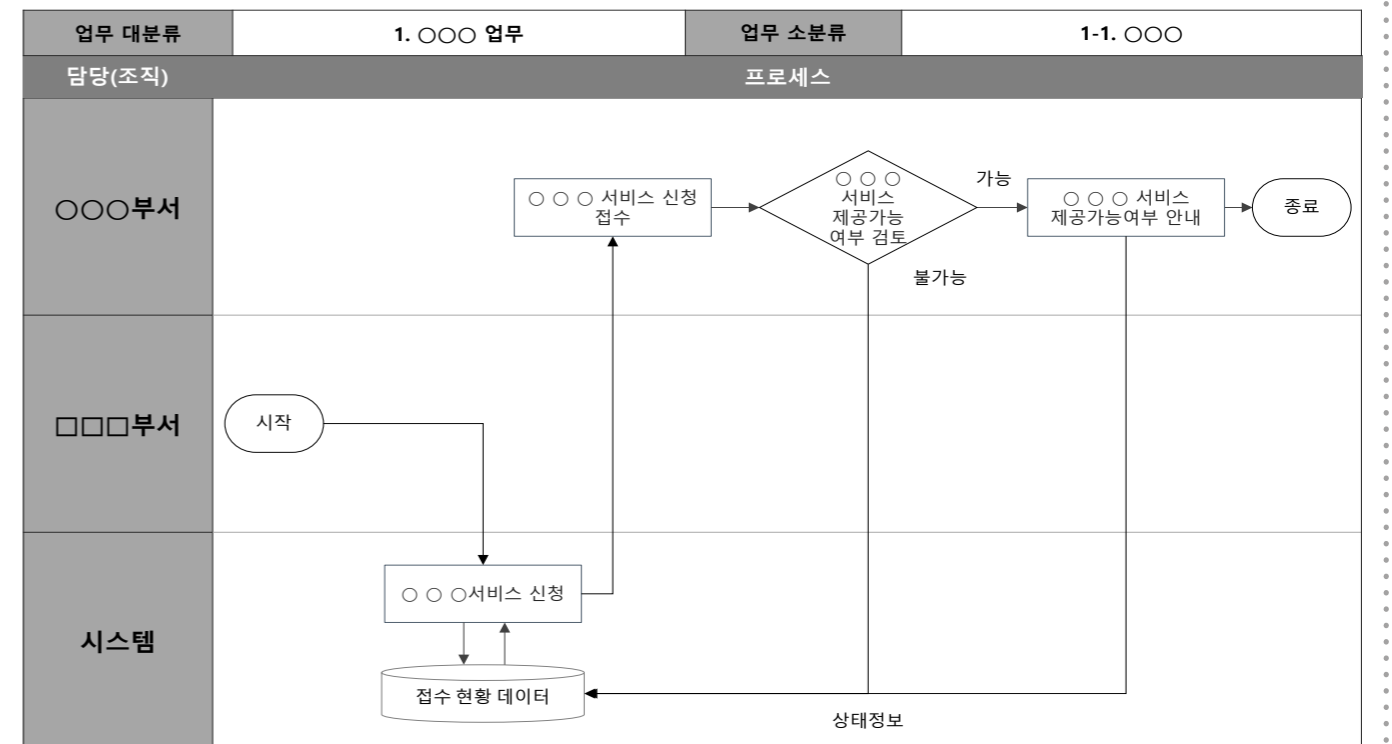 업무 대분류
1. ○○○ 업무
업무 소분류
1-1. ○○○
담당(조직)
프로세스
○○○부서
○ ○ ○ 서비스 신청
접수
○ ○ ○
서비스
제공가능
여부 검토
가능
불가능
○ ○ ○ 서비스
제공가능여부 안내
종료
□□□부서
시작
시스템
○ ○ ○서비스 신청
접수 현황 데이터
상태정보